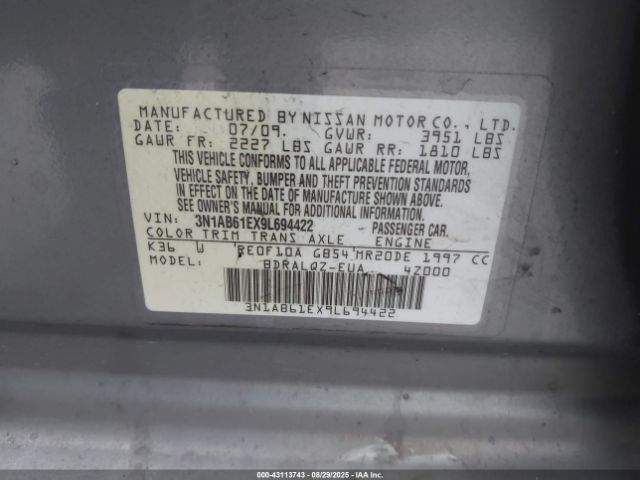 MANUFACTURED BY NISSAN MOTOR CO., LTD.
DATE: 07/09. GVWR: 3951 LBS
GAWR FR: 2227 LBS GAWR RR: 1810 LBS
THIS VEHICLE CONFORMS TO ALL APPLICABLE FEDERAL MOTOR
VEHICLE SAFETY, BUMPER AND THEFT PREVENTION STANDARDS
IN EFFECT ON THE DATE OF MANUFACTURE SHOWN ABOVE.
SEE OWNER'S MANUAL FOR ADDITIONAL INFORMATION
VIN: 3N1AB61EX9L694422 PASSENGER CAR.
COLOR TRIM TRANS AXLE ENGINE
K36 RE0F10A GB54 MR20DE 1997 CC
MODEL: BDRALQZ-EUA 4Z000
3N1AB61EX9L694422
000-43113743 - 08/29/2025 - IAAI.com